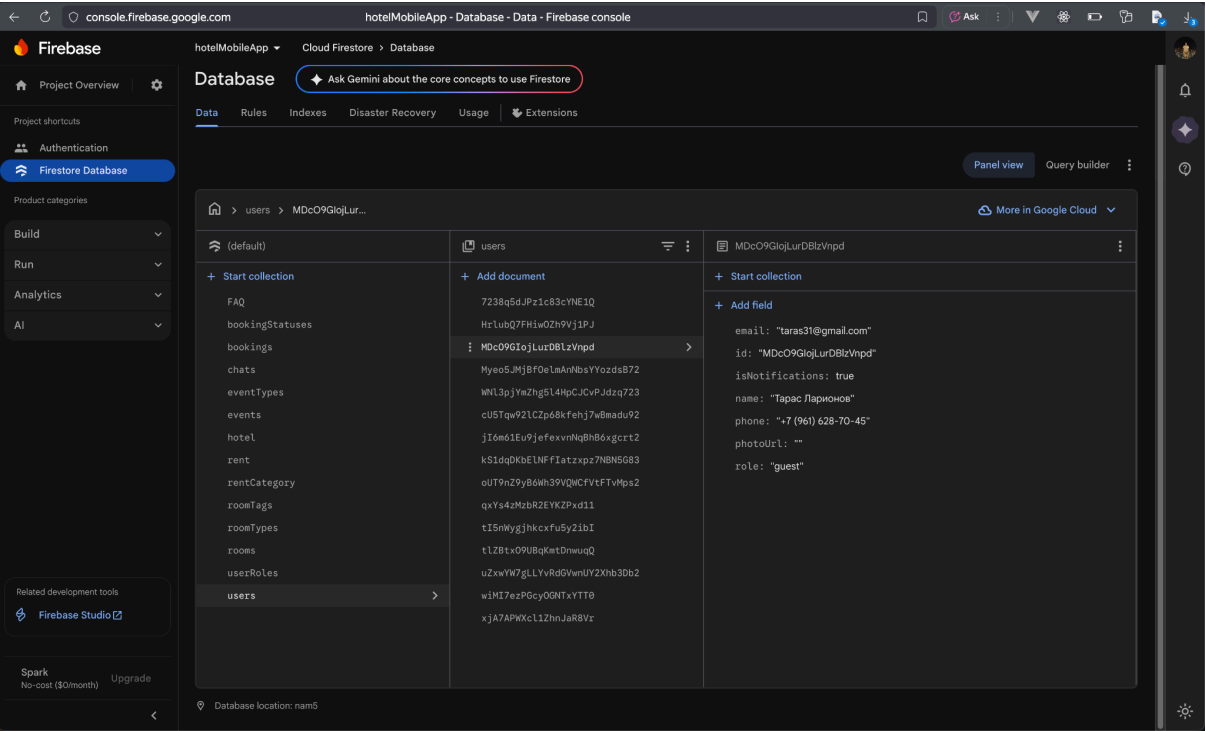 console.firebase.google.com
hotelMobileApp - Database - Data - Firebase console
Ask
Firebase
hotelMobileApp
Cloud Firestore > Database
Project Overview
Database
Ask Gemini about the core concepts to use Firestore
Data Rules Indexes Disaster Recovery Usage Extensions
Project shortcuts
Authentication
Firestore Database
Product categories
Build
Run
Analytics
AI
Related development tools
Firebase Studio
Spark
No-cost ($0/month)
Upgrade
Panel view Query builder
> users > MDcO9GIojLur...
More in Google Cloud
(default)
+ Start collection
FAQ
bookingStatuses
bookings
chats
eventTypes
events
hotel
rent
rentCategory
roomTags
roomTypes
rooms
userRoles
users
users
+ Add document
7238q5dJPz1c83cYNE1Q
HrlubQ7FHiwOZh9Vj1PJ
MDcO9GIojLurDBlzVnpd
Myeo5JMjBfOelmAnNbsYYozdsB72
WNl3pjYmZhg5l4HpCJCvPJdzq723
cU5Tqw92lCZp68kfehj7wBmadu92
jI6m61Eu9jefexvnNqBhB6xgcrt2
kS1dqDKbElNFfIatzxpz7NBN5G83
oUT9nZ9yB6Wh39VQWCfVtFTvMps2
qxYs4zMzbR2EYKZPxd11
tI5nWygjhkcxfu5y2ibI
tlZBtxO9UBqKmtDnwuqQ
uZxwYW7gLLYvRdGVwnUY2Xhb3Db2
wiMI7ezPGcyOGNTxYTT0
xjA7APWXcl1ZhnJaR8Vr
MDcO9GIojLurDBlzVnpd
+ Start collection
+ Add field
email: "taras31@gmail.com"
id: "MDcO9GIojLurDBlzVnpd"
isNotifications: true
name: "Тарас Ларионов"
phone: "+7 (961) 628-70-45"
photoUrl: ""
role: "guest"
Database location: nam5